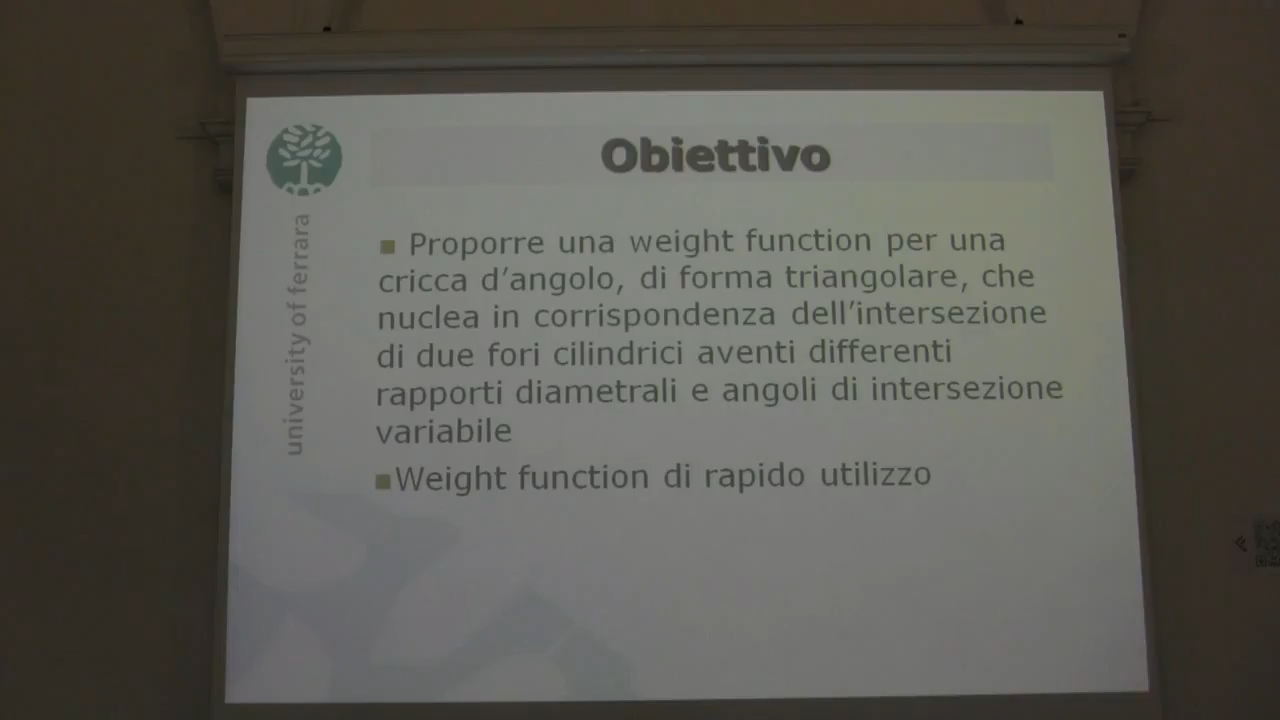 Obiettivo
university of ferrara
Proporre una weight function per una
cricca d'angolo, di forma triangolare, che
nuclea in corrispondenza dell'intersezione
di due fori cilindrici aventi differenti
rapporti diametrali e angoli di intersezione
variabile
Weight function di rapido utilizzo